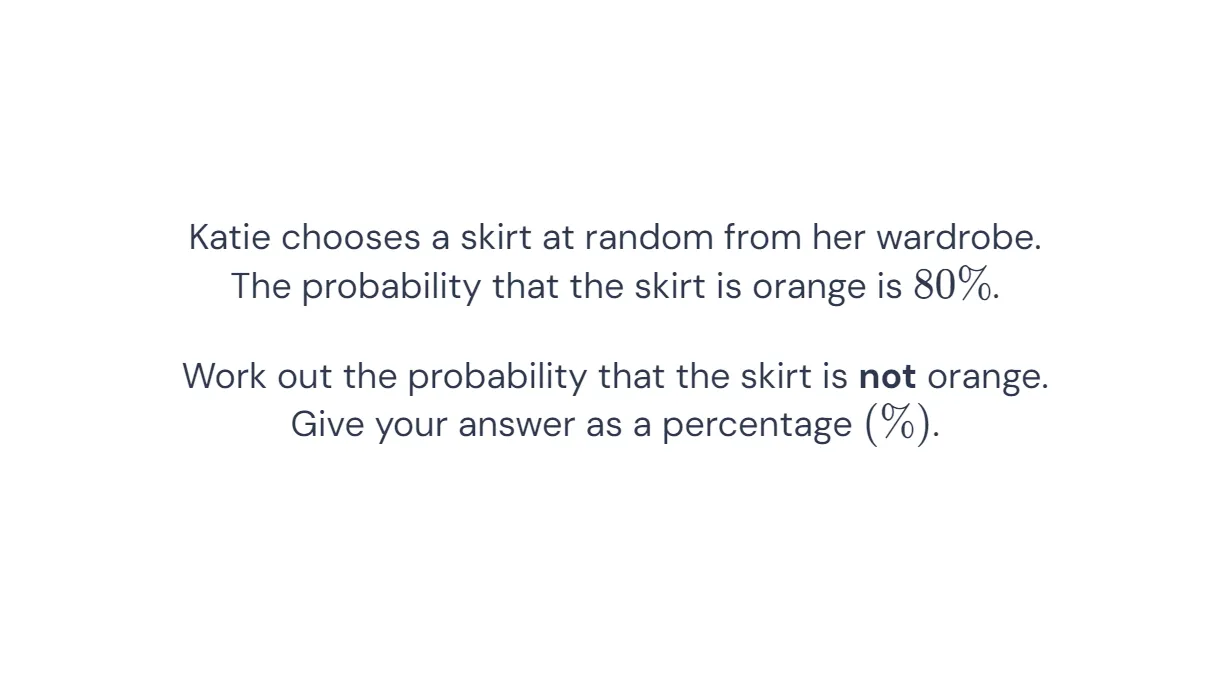 Katie chooses a skirt at random from her wardrobe.
The probability that the skirt is orange is 80%.
Work out the probability that the skirt is not orange.
Give your answer as a percentage (%).